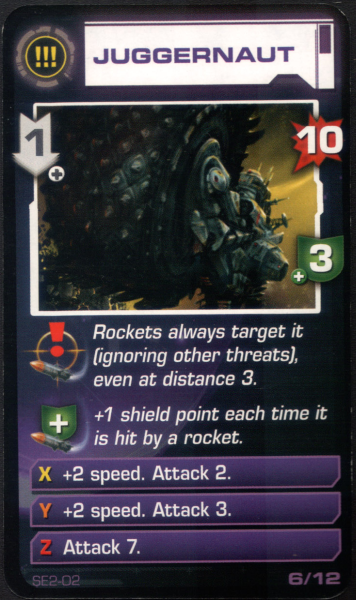 !!!
JUGGERNAUT
1
10
+
+ 3
!
Rockets always target it
(ignoring other threats),
even at distance 3.
+
+1 shield point each time it
is hit by a rocket.
X +2 speed. Attack 2.
Y +2 speed. Attack 3.
Z Attack 7.
SE2-02
6/12